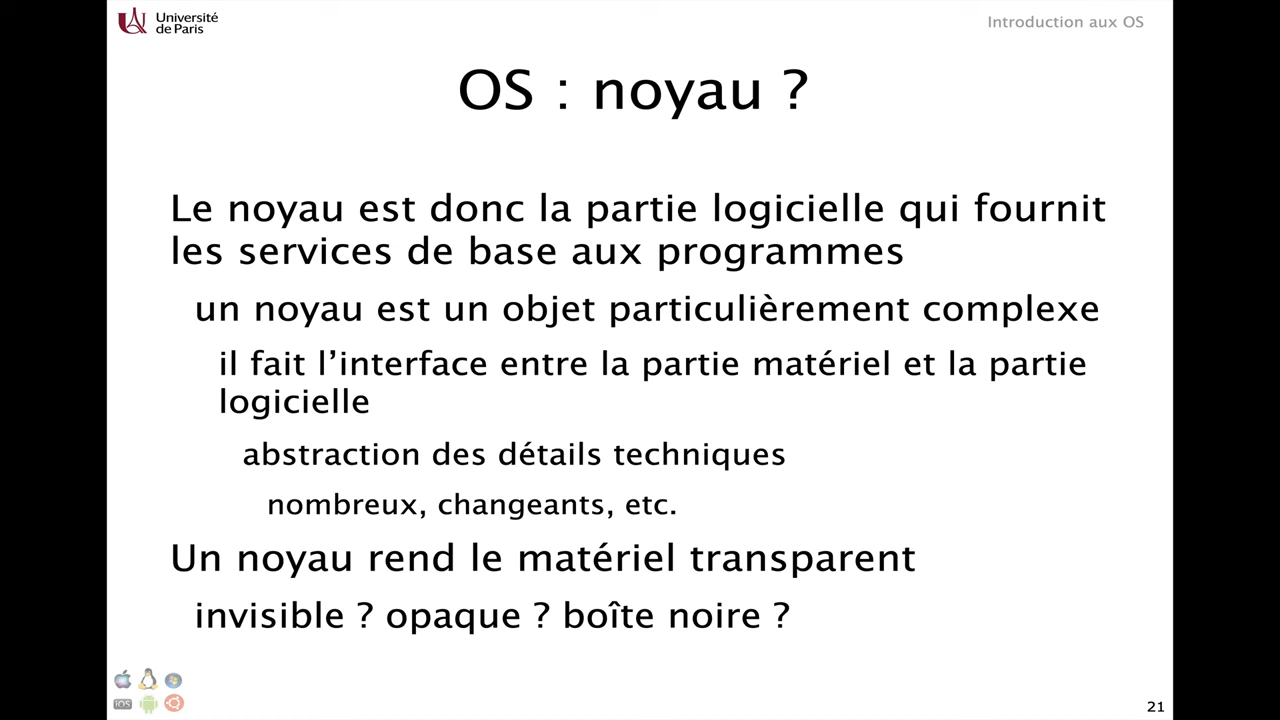 Université
de Paris
Introduction aux OS
OS : noyau ?
Le noyau est donc la partie logicielle qui fournit
les services de base aux programmes
un noyau est un objet particulièrement complexe
il fait l’interface entre la partie matériel et la partie
logicielle
abstraction des détails techniques
nombreux, changeants, etc.
Un noyau rend le matériel transparent
invisible ? opaque ? boîte noire ?
iOS
21